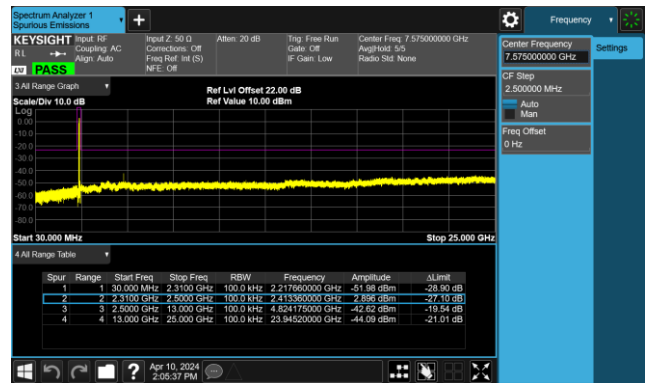 Spectrum Analyzer 1
Spurious Emissions
+
Frequency
KEYSIGHT
RL
Input: RF
Coupling: AC
Align: Auto
Input Z: 50 Ω
Corrections: Off
Freq Ref: Int (S)
NFE: Off
Atten: 20 dB
Trig: Free Run
Gate: Off
IF Gain: Low
Center Freq: 7.575000000 GHz
Avg|Hold: 5/5
Radio Std: None
LXI
PASS
Center Frequency
7.575000000 GHz
Settings
CF Step
2.500000 MHz
Auto
Man
Freq Offset
0 Hz
3 All Range Graph
Scale/Div 10.0 dB
Ref Lvl Offset 22.00 dB
Ref Value 10.00 dBm
Log
0.00
-10.0
-20.0
-30.0
-40.0
-50.0
-60.0
-70.0
-80.0
Start 30.000 MHz
Stop 25.000 GHz
4 All Range Table
Spur Range Start Freq Stop Freq RBW Frequency Amplitude ΔLimit
1 1 30.000 MHz 2.3100 GHz 100.0 kHz 2.217660000 GHz -51.98 dBm -28.90 dB
2 2 2.3100 GHz 2.5000 GHz 100.0 kHz 2.413360000 GHz 2.896 dBm -27.10 dB
3 3 2.5000 GHz 13.000 GHz 100.0 kHz 4.824175000 GHz -42.62 dBm -19.54 dB
4 4 13.000 GHz 25.000 GHz 100.0 kHz 23.94520000 GHz -44.09 dBm -21.01 dB
?
Apr 10, 2024
2:05:37 PM